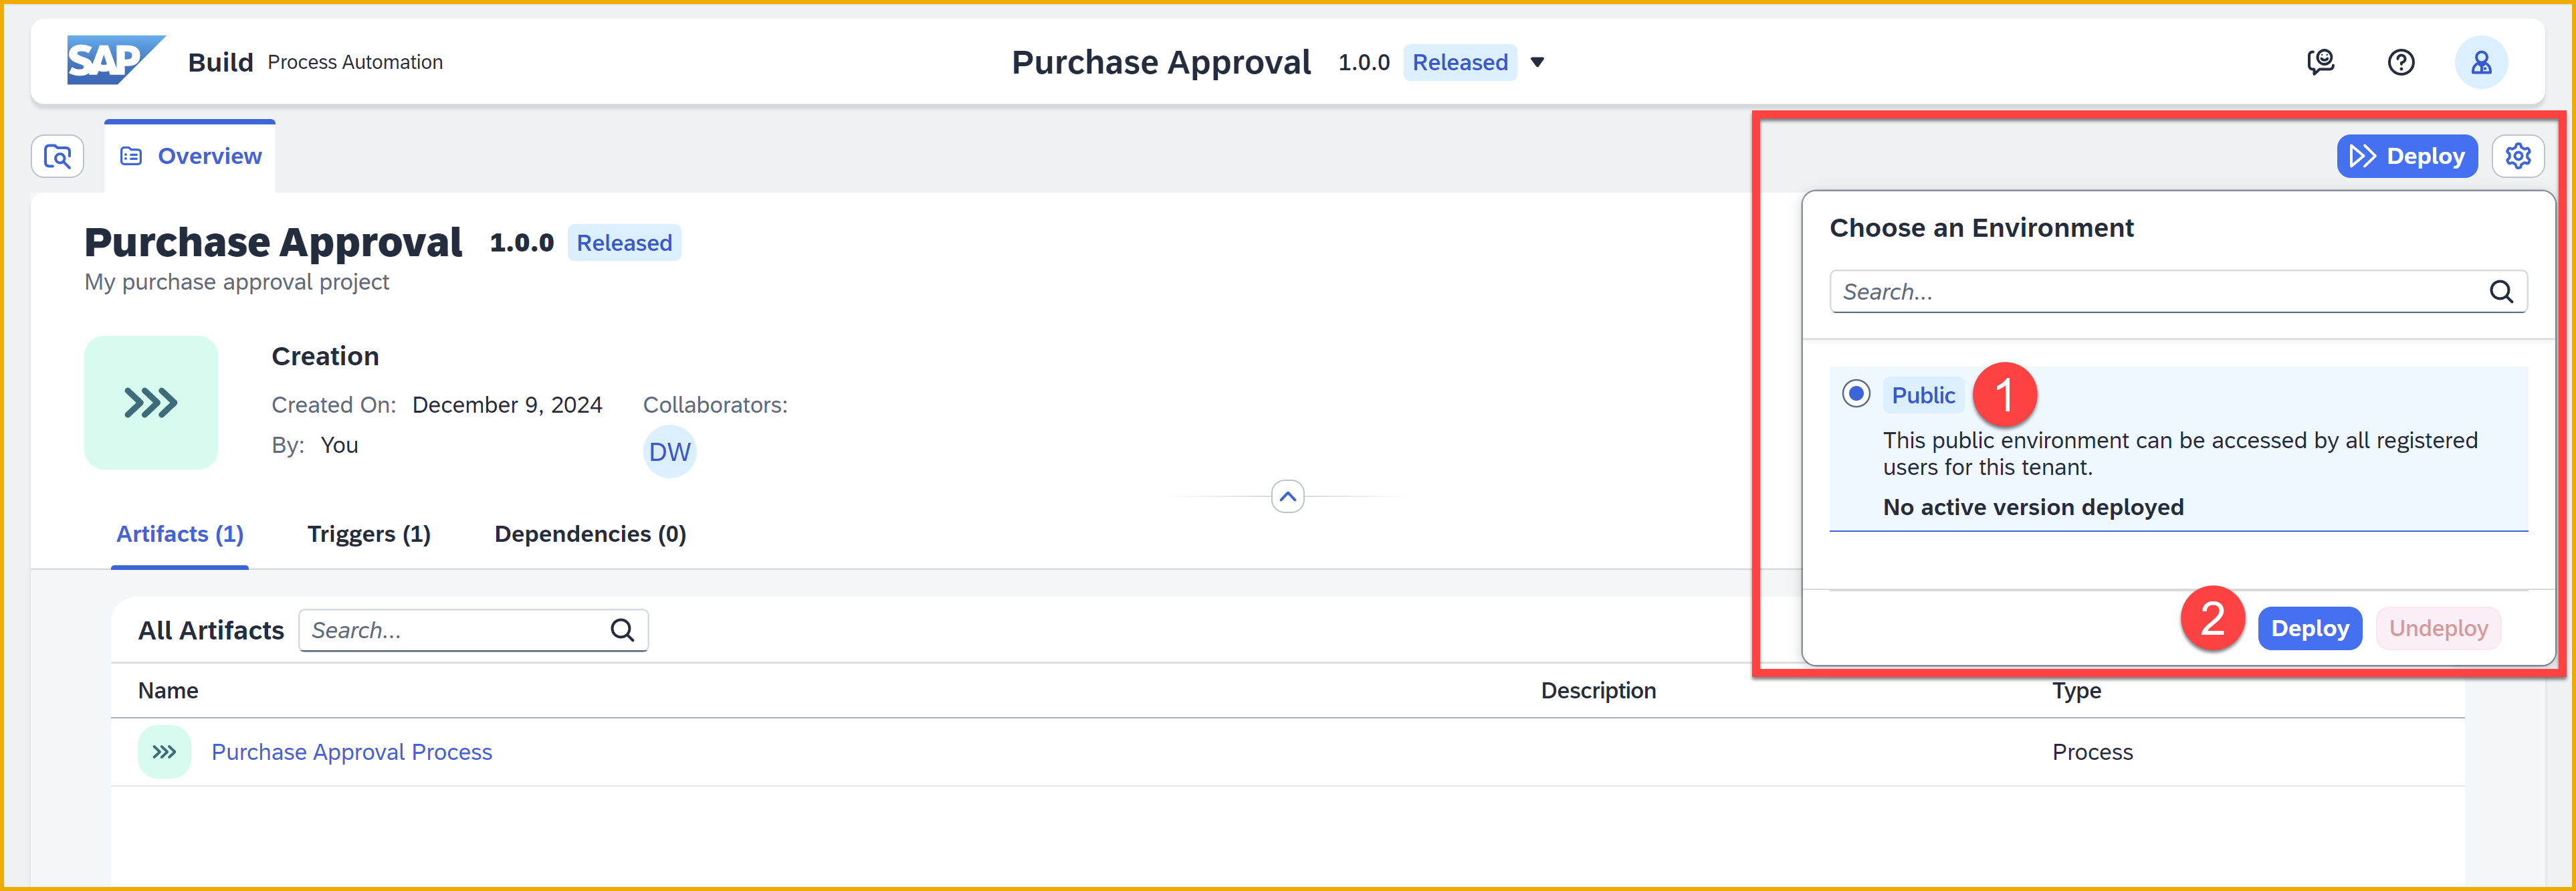 SAP Build Process Automation
Purchase Approval 1.0.0 Released
Overview
Deploy
Purchase Approval 1.0.0 Released
My purchase approval project
Creation
Created On: December 9, 2024 Collaborators:
By: You
DW
Artifacts (1) Triggers (1) Dependencies (0)
All Artifacts Search...
Name Description Type
Purchase Approval Process Process
Choose an Environment
Search...
Public 1
This public environment can be accessed by all registered
users for this tenant.
No active version deployed
2 Deploy Undeploy